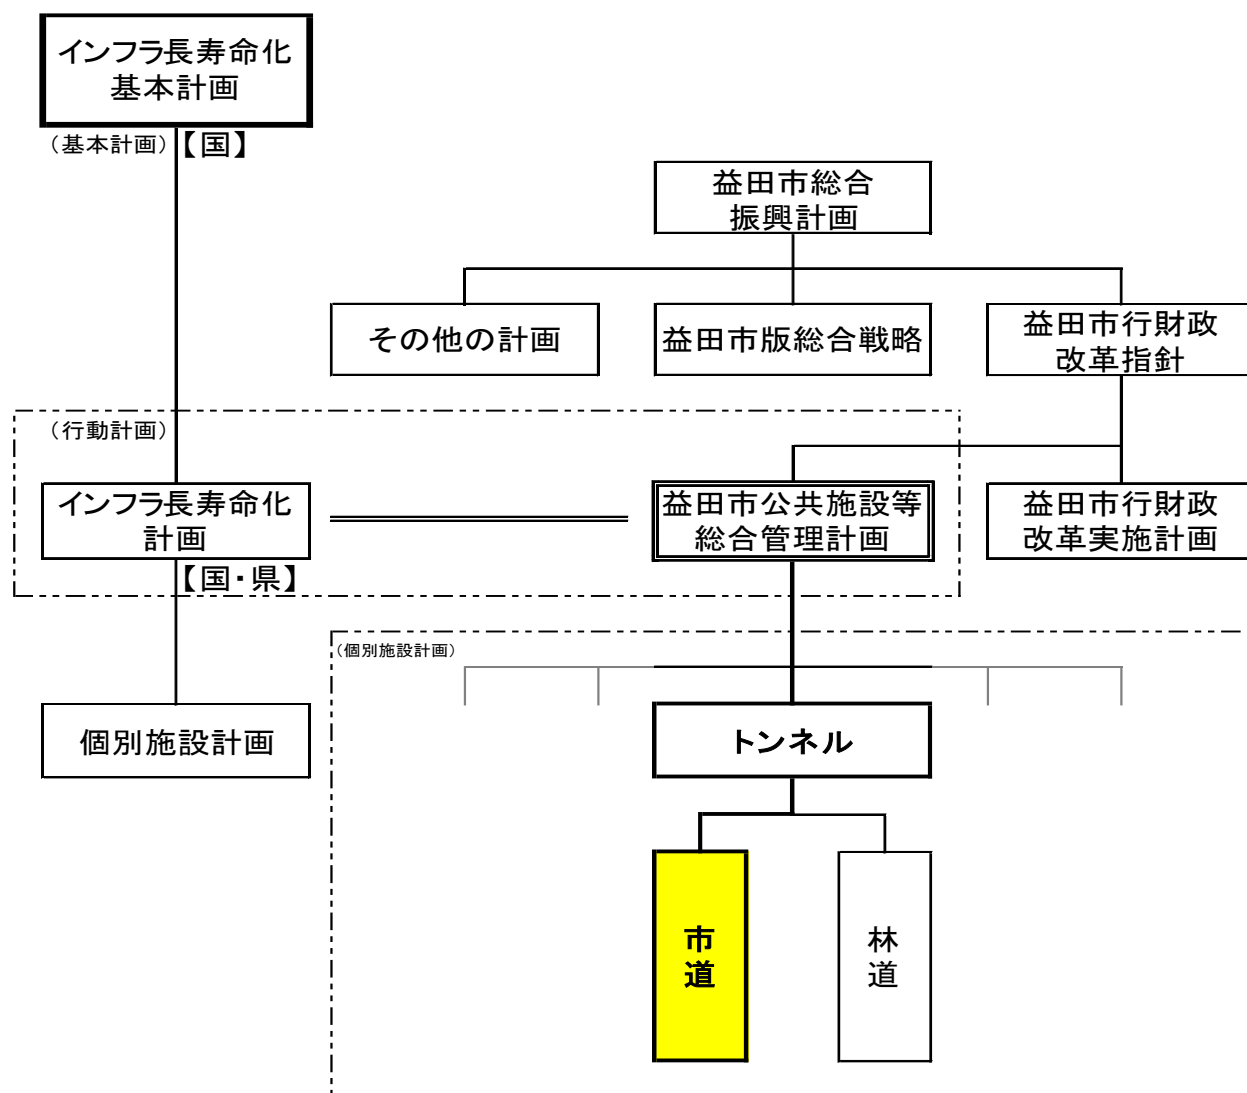 インフラ長寿命化
基本計画
（基本計画）【国】
益田市総合
振興計画
その他の計画
益田市版総合戦略
益田市行財政
改革指針
（行動計画）
インフラ長寿命化
計画
【国・県】
益田市公共施設等
総合管理計画
益田市行財政
改革実施計画
（個別施設計画）
個別施設計画
トンネル
市
道
林
道